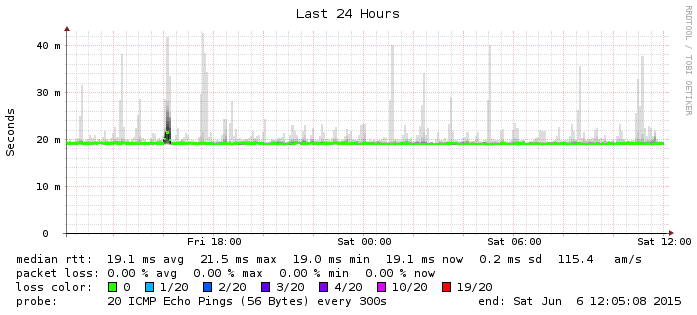 Last 24 Hours
RRDTOOL / TOBI OETIKER
Seconds
40 m
30 m
20 m
10 m
0
Fri 18:00 Sat 00:00 Sat 06:00 Sat 12:00
median rtt: 19.1 ms avg 21.5 ms max 19.0 ms min 19.1 ms now 0.2 ms sd 115.4 am/s
packet loss: 0.00 % avg 0.00 % max 0.00 % min 0.00 % now
loss color: 0 1/20 2/20 3/20 4/20 10/20 19/20
probe: 20 ICMP Echo Pings (56 Bytes) every 300s end: Sat Jun 6 12:05:08 2015